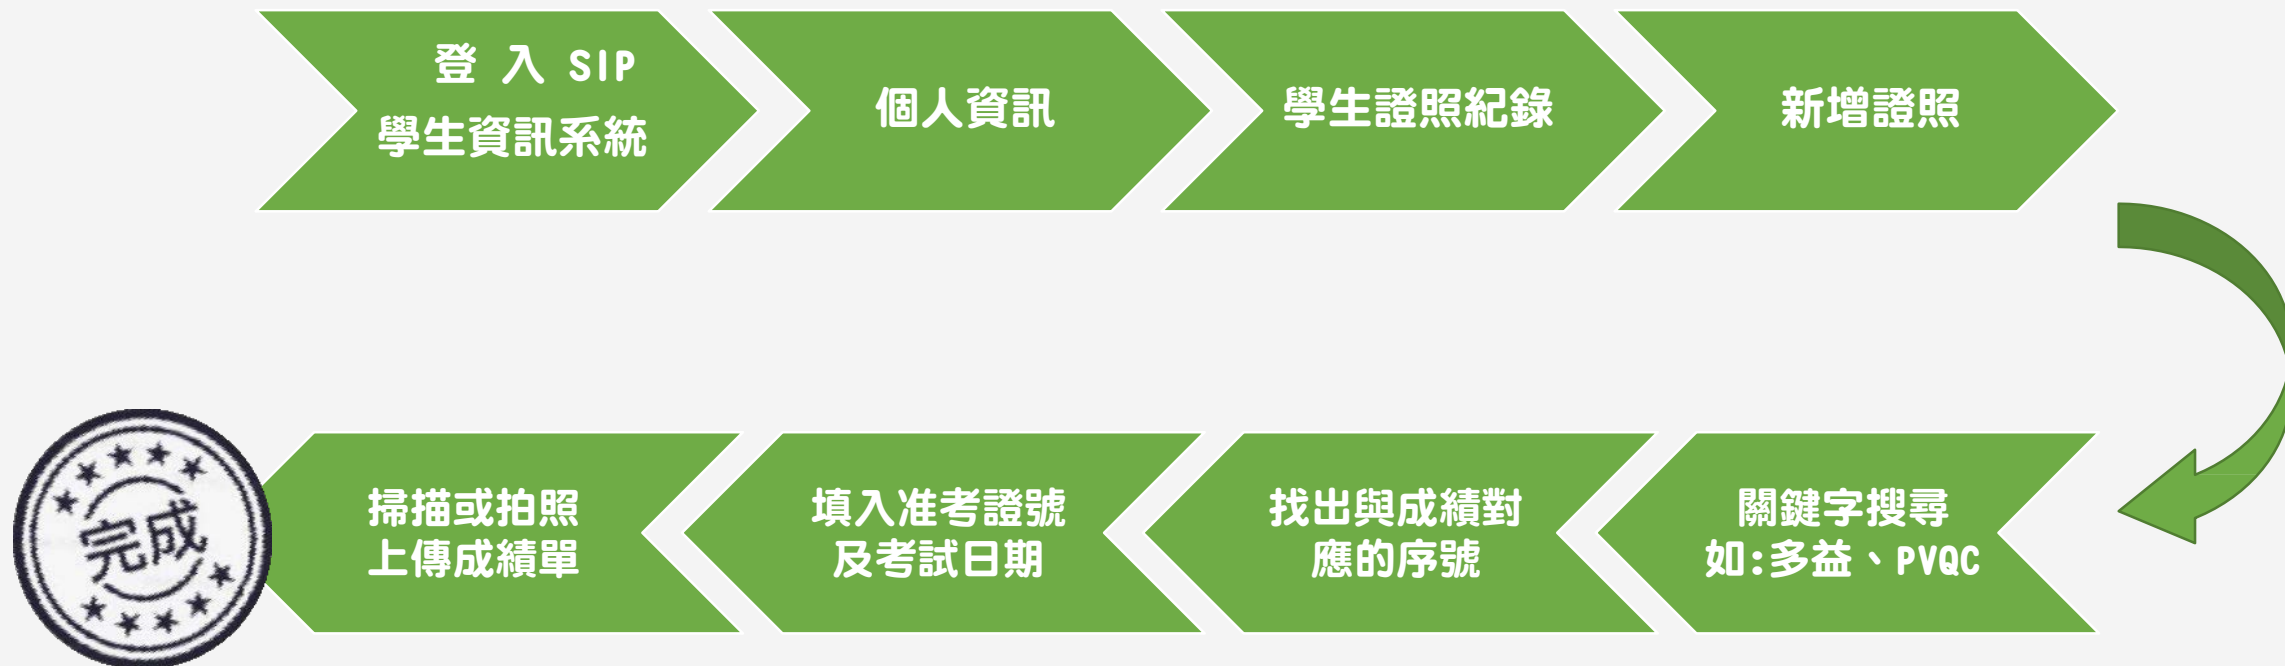 登 入 SIP
學生資訊系統
個人資訊
學生證照紀錄
新增證照
關鍵字搜尋
如:多益、PVQC
找出與成績對
應的序號
填入准考證號
及考試日期
掃描或拍照
上傳成績單
完成